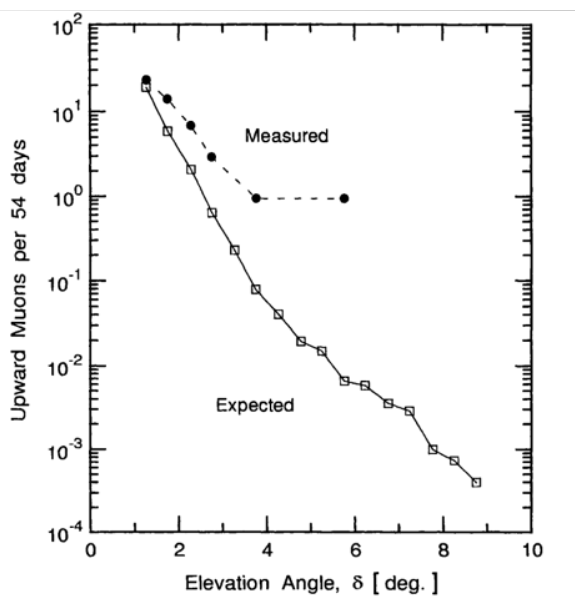 10²
10¹
10⁰
10⁻¹
10⁻²
10⁻³
10⁻⁴
Upward Muons per 54 days
Measured
Expected
0 2 4 6 8 10
Elevation Angle, δ [ deg. ]